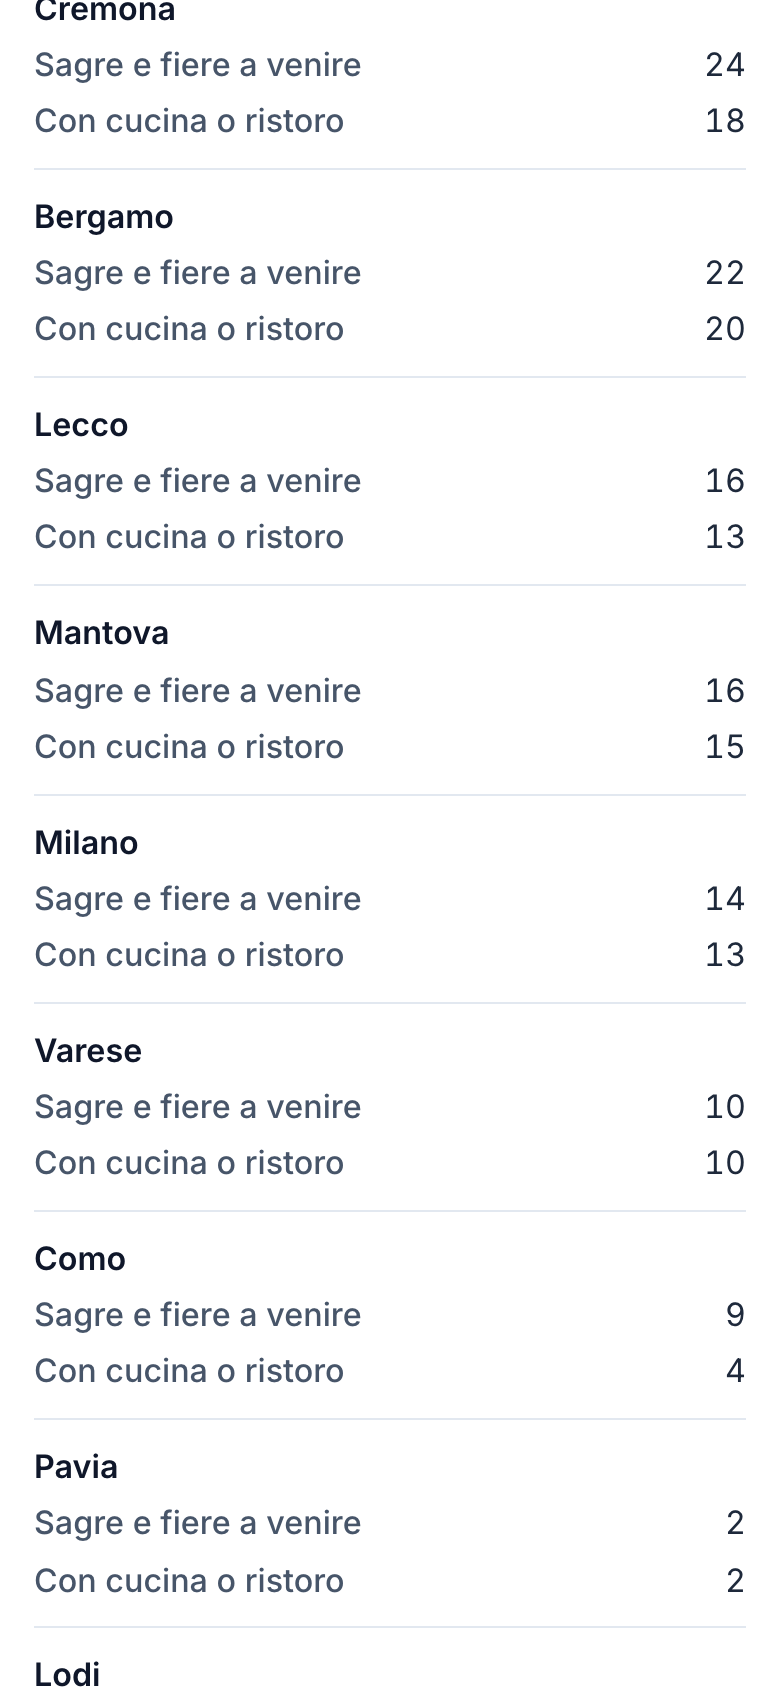 Cremona
Sagre e fiere a venire 24
Con cucina o ristoro 18
Bergamo
Sagre e fiere a venire 22
Con cucina o ristoro 20
Lecco
Sagre e fiere a venire 16
Con cucina o ristoro 13
Mantova
Sagre e fiere a venire 16
Con cucina o ristoro 15
Milano
Sagre e fiere a venire 14
Con cucina o ristoro 13
Varese
Sagre e fiere a venire 10
Con cucina o ristoro 10
Como
Sagre e fiere a venire 9
Con cucina o ristoro 4
Pavia
Sagre e fiere a venire 2
Con cucina o ristoro 2
Lodi